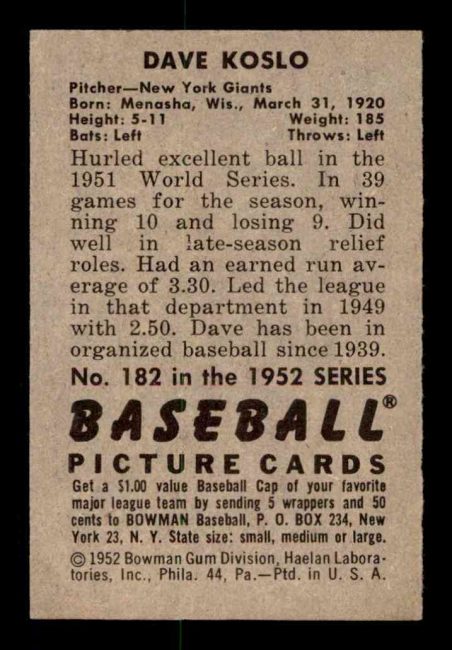 DAVE KOSLO
Pitcher—New York Giants
Born: Menasha, Wis., March 31, 1920
Height: 5-11 Weight: 185
Bats: Left Throws: Left
Hurled excellent ball in the
1951 World Series. In 39
games for the season, win-
ning 10 and losing 9. Did
well in late-season relief
roles. Had an earned run av-
erage of 3.30. Led the league
in that department in 1949
with 2.50. Dave has been in
organized baseball since 1939.
No. 182 in the 1952 SERIES
BASEBALL®
PICTURE CARDS
Get a $1.00 value Baseball Cap of your favorite
major league team by sending 5 wrappers and 50
cents to BOWMAN Baseball, P. O. BOX 234, New
York 23, N. Y. State size: small, medium or large.
©1952 Bowman Gum Division, Haelan Labora-
tories, Inc., Phila. 44, Pa.—Ptd. in U. S. A.